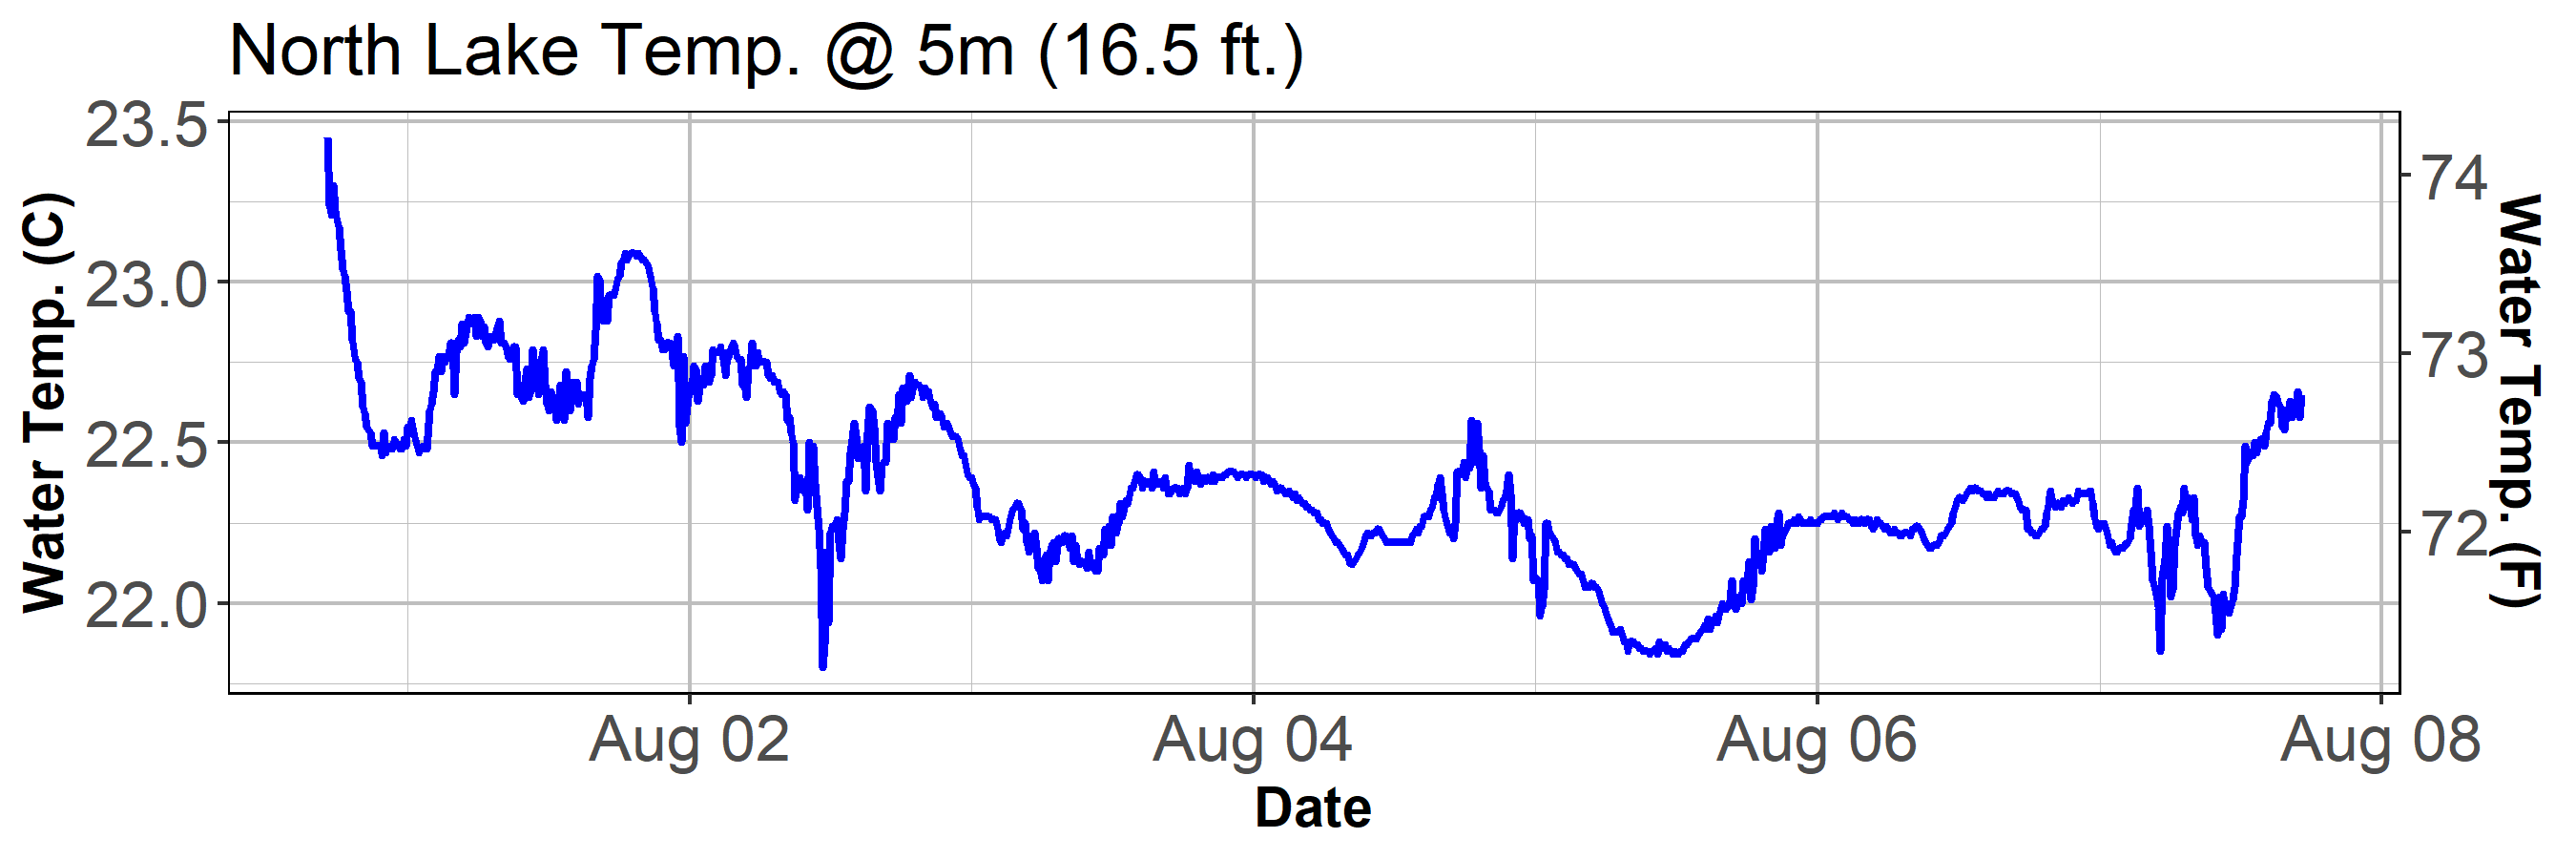 North Lake Temp. @ 5m (16.5 ft.)
Water Temp. (C)
23.5
23.0
22.5
22.0
74
73
72
Water Temp. (F)
Aug 02
Aug 04
Aug 06
Aug 08
Date